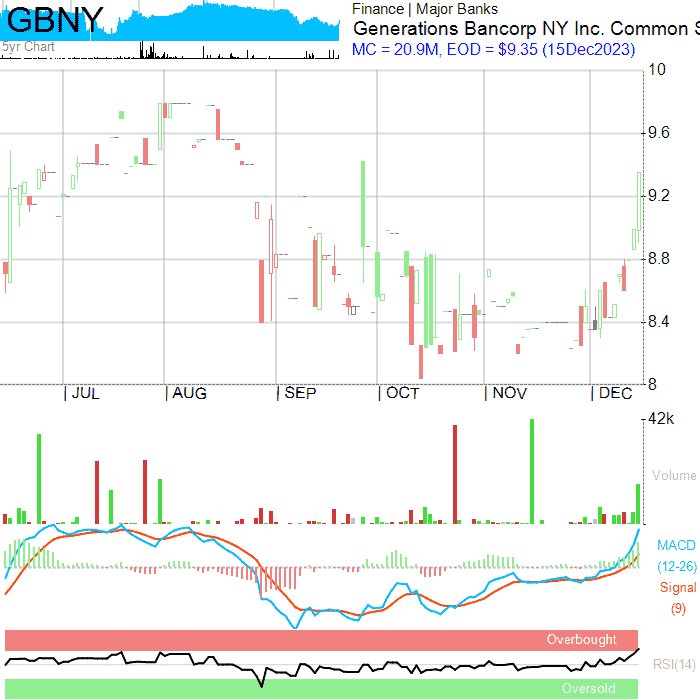 GBNY
5yr Chart
Finance | Major Banks
Generations Bancorp NY Inc. Common S
MC = 20.9M, EOD = $9.35 (15Dec2023)
10
9.6
9.2
8.8
8.4
8
| JUL | AUG | SEP | OCT | NOV | DEC
42k
Volume
MACD
(12-26)
Signal
(9)
Overbought
RSI(14)
Oversold